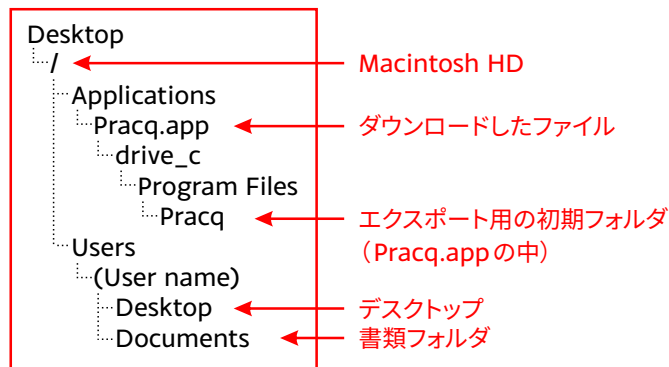 Desktop
/
Macintosh HD
Applications
Pracq.app
ダウンロードしたファイル
drive_c
Program Files
Pracq
エクスポート用の初期フォルダ
（Pracq.appの中）
Users
(User name)
Desktop
デスクトップ
Documents
書類フォルダ